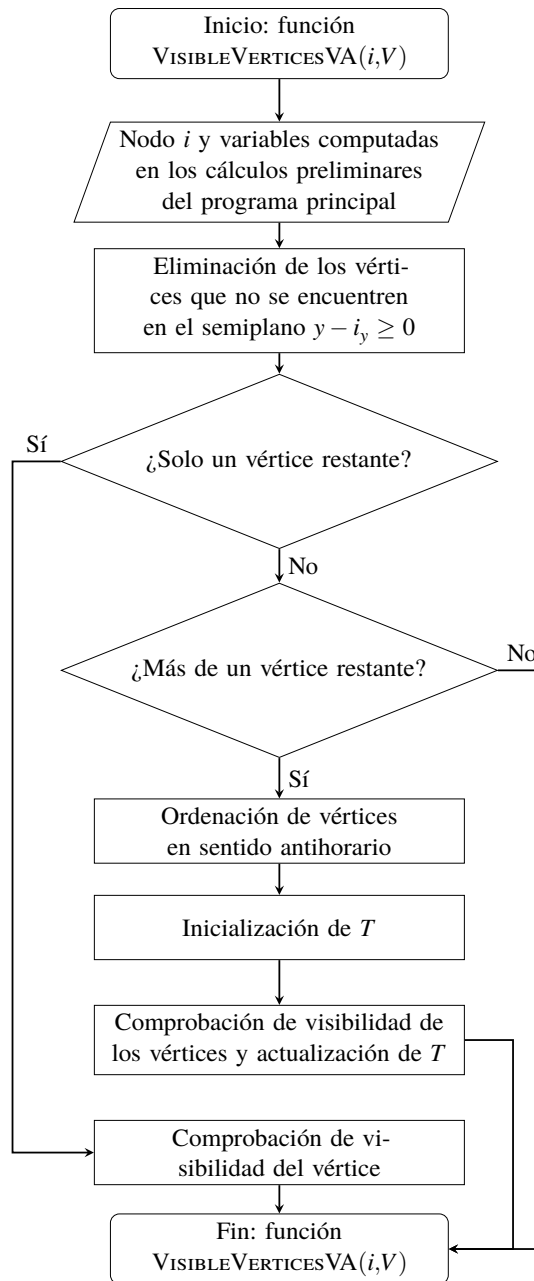 Inicio: función
VisibleVerticesVA(i,V)
Nodo i y variables computadas
en los cálculos preliminares
del programa principal
Eliminación de los vérti-
ces que no se encuentren
en el semiplano y − i_y ≥ 0
Sí
¿Solo un vértice restante?
No
¿Más de un vértice restante?
No
Sí
Ordenación de vértices
en sentido antihorario
Inicialización de T
Comprobación de visibilidad de
los vértices y actualización de T
Comprobación de vi-
sibilidad del vértice
Fin: función
VisibleVerticesVA(i,V)